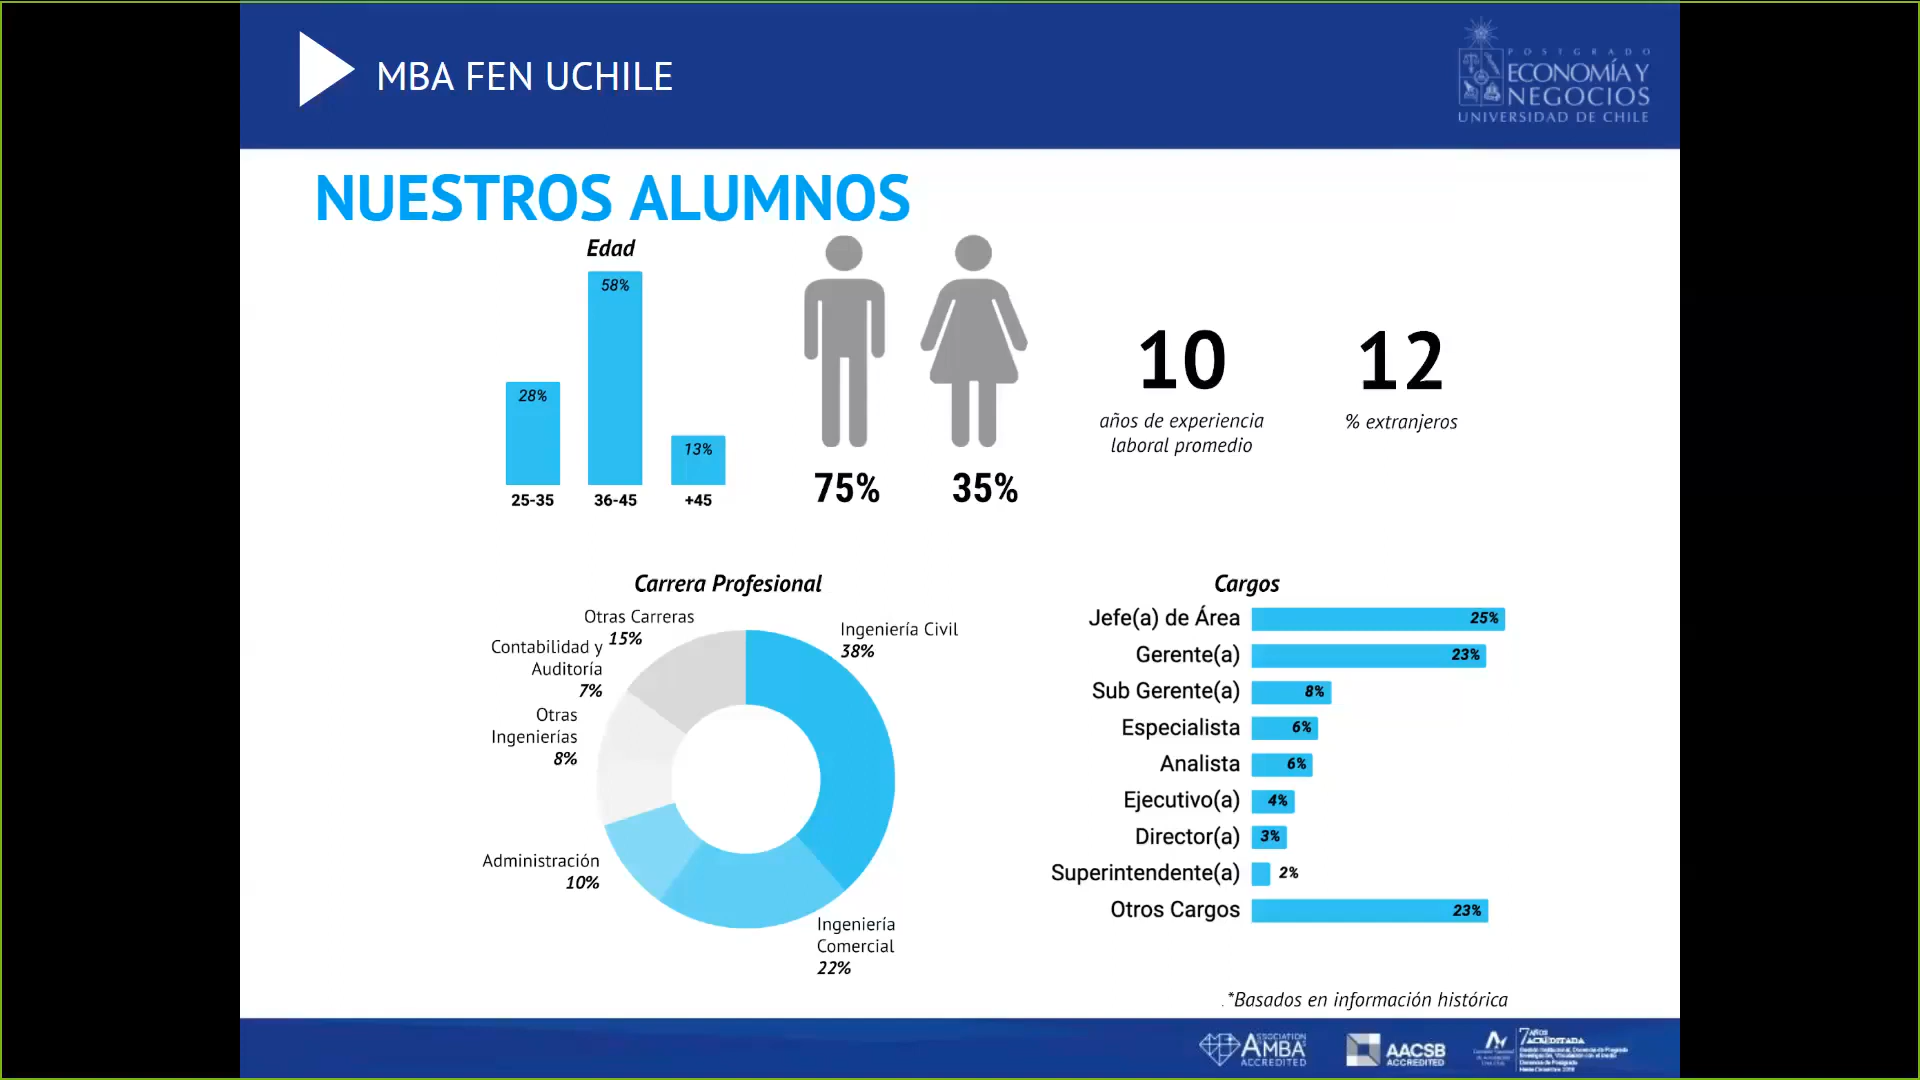 MBA FEN UCHILE
POSTGRADO
ECONOMÍA Y
NEGOCIOS
UNIVERSIDAD DE CHILE
NUESTROS ALUMNOS
Edad
58%
28%
13%
25-35
36-45
+45
75%
35%
10
años de experiencia
laboral promedio
12
% extranjeros
Carrera Profesional
Otras Carreras
15%
Ingeniería Civil
38%
Contabilidad y
Auditoría
7%
Otras
Ingenierías
8%
Administración
10%
Ingeniería
Comercial
22%
Cargos
Jefe(a) de Área 25%
Gerente(a) 23%
Sub Gerente(a) 8%
Especialista 6%
Analista 6%
Ejecutivo(a) 4%
Director(a) 3%
Superintendente(a) 2%
Otros Cargos 23%
.*Basados en información histórica
ASSOCIATION
AMBA
ACCREDITED
AACSB
ACCREDITED
7 AÑOS
ACREDITADA